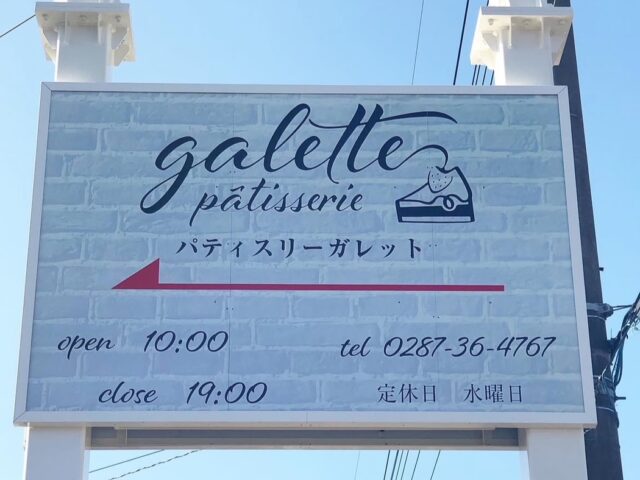 galette
pâtisserie
パティスリーガレット
open 10:00
tel 0287-36-4767
close 19:00
定休日 水曜日